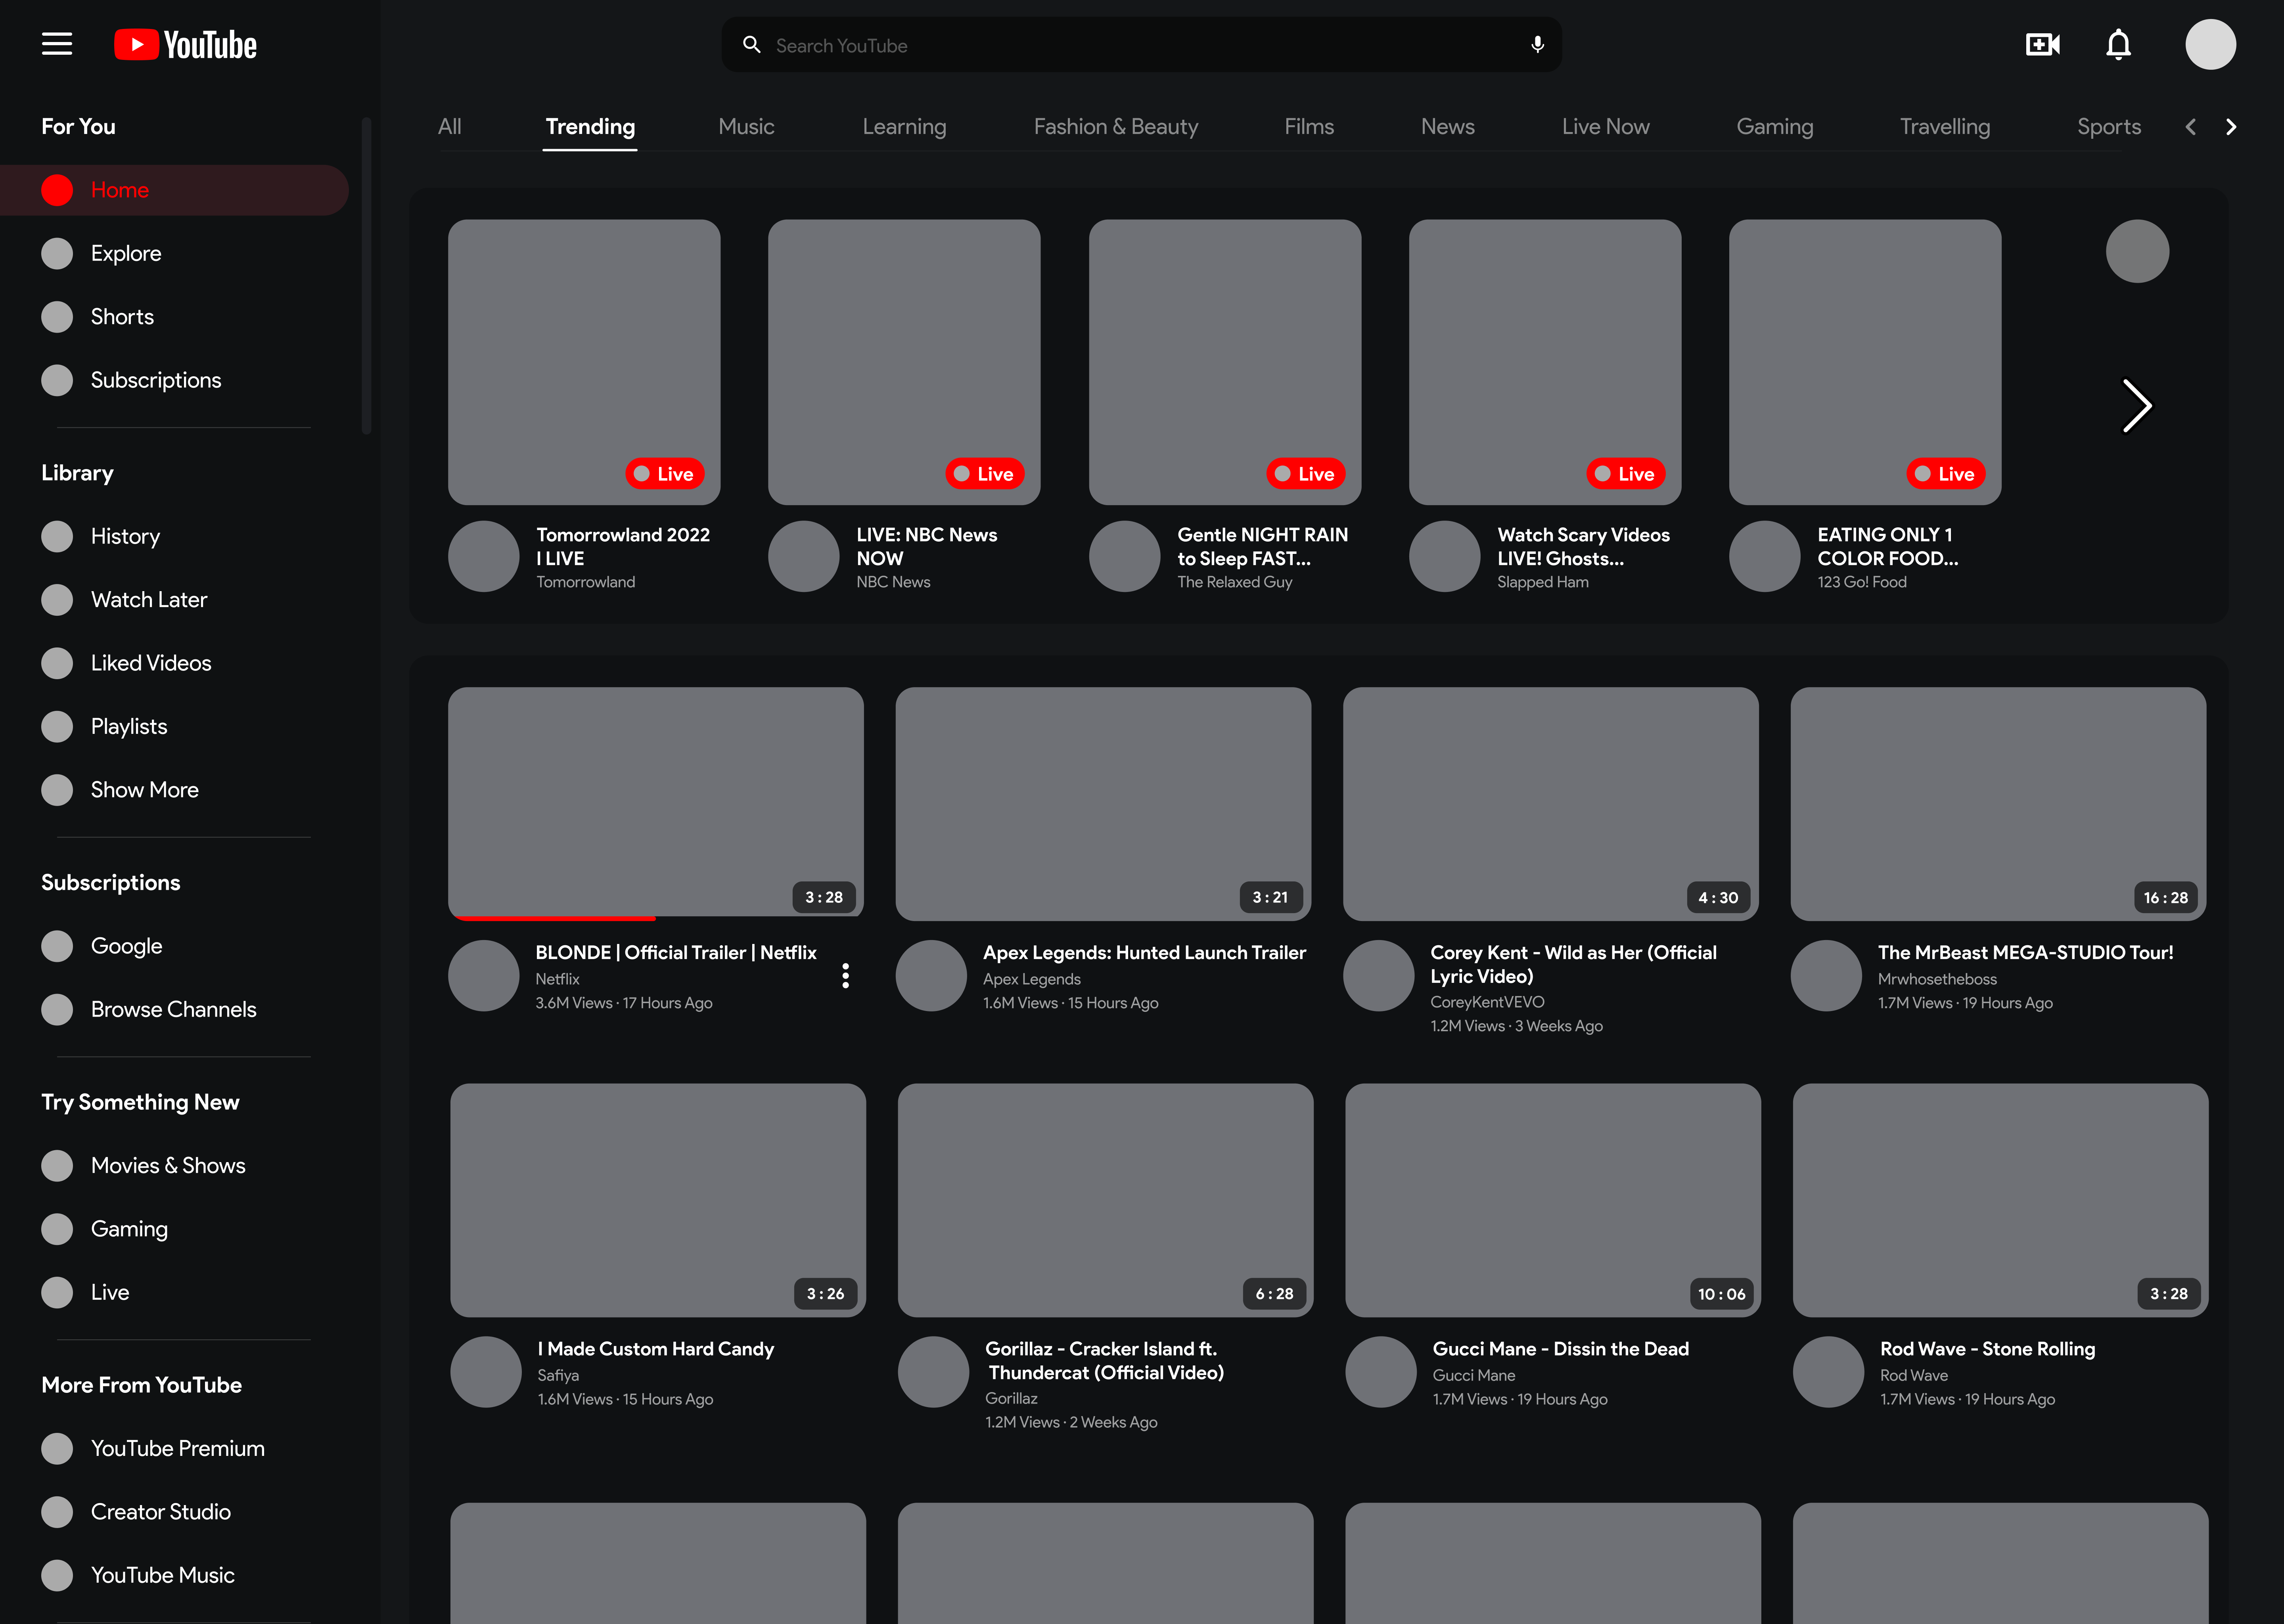 YouTube
Search YouTube
For You
Home
Explore
Shorts
Subscriptions
Library
History
Watch Later
Liked Videos
Playlists
Show More
Subscriptions
Google
Browse Channels
Try Something New
Movies & Shows
Gaming
Live
More From YouTube
YouTube Premium
Creator Studio
YouTube Music
All Trending Music Learning Fashion & Beauty Films News Live Now Gaming Travelling Sports
Live
Tomorrowland 2022
I LIVE
Tomorrowland
Live
LIVE: NBC News
NOW
NBC News
Live
Gentle NIGHT RAIN
to Sleep FAST...
The Relaxed Guy
Live
Watch Scary Videos
LIVE! Ghosts...
Slapped Ham
Live
EATING ONLY 1
COLOR FOOD...
123 Go! Food
3 : 28
BLONDE | Official Trailer | Netflix
Netflix
3.6M Views · 17 Hours Ago
3 : 21
Apex Legends: Hunted Launch Trailer
Apex Legends
1.6M Views · 15 Hours Ago
4 : 30
Corey Kent - Wild as Her (Official
Lyric Video)
CoreyKentVEVO
1.2M Views · 3 Weeks Ago
16 : 28
The MrBeast MEGA-STUDIO Tour!
Mrwhosetheboss
1.7M Views · 19 Hours Ago
3 : 26
I Made Custom Hard Candy
Safiya
1.6M Views · 15 Hours Ago
6 : 28
Gorillaz - Cracker Island ft.
Thundercat (Official Video)
Gorillaz
1.2M Views · 2 Weeks Ago
10 : 06
Gucci Mane - Dissin the Dead
Gucci Mane
1.7M Views · 19 Hours Ago
3 : 28
Rod Wave - Stone Rolling
Rod Wave
1.7M Views · 19 Hours Ago